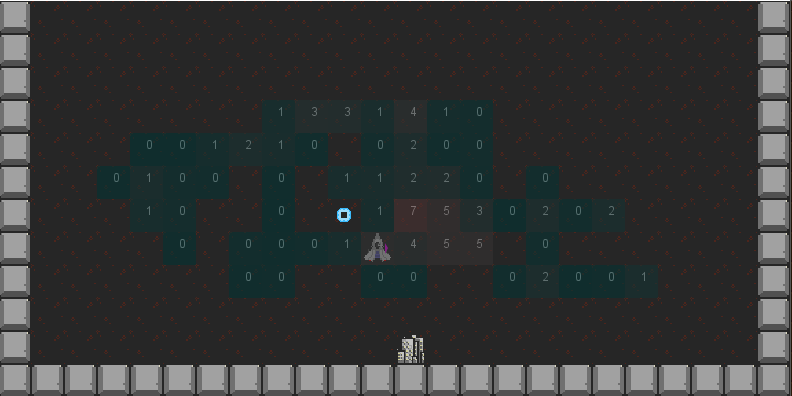 1 3 3 1 4 1 0
0 0 1 2 1 0 0 2 0 0
0 1 0 0 0 1 1 2 2 0 0
1 0 0 1 7 5 3 0 2 0 2
0 0 0 0 1 4 5 5 0
0 0 0 0 0 2 0 0 1